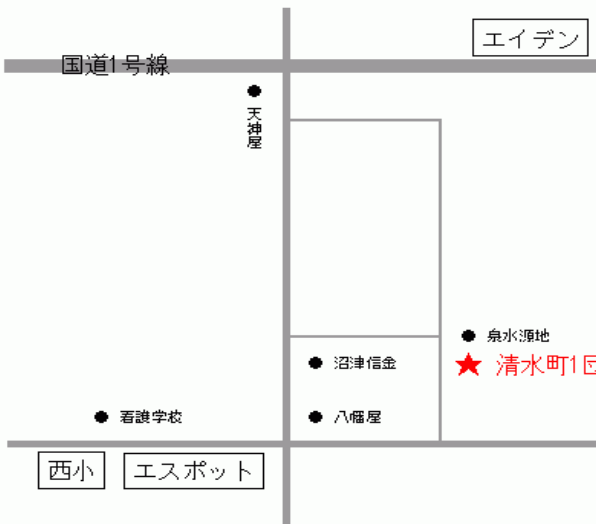 エイデン
国道1号線
天神屋
泉水源地
沼津信金
清水町1団
看護学校
八幡屋
西小
エスポット